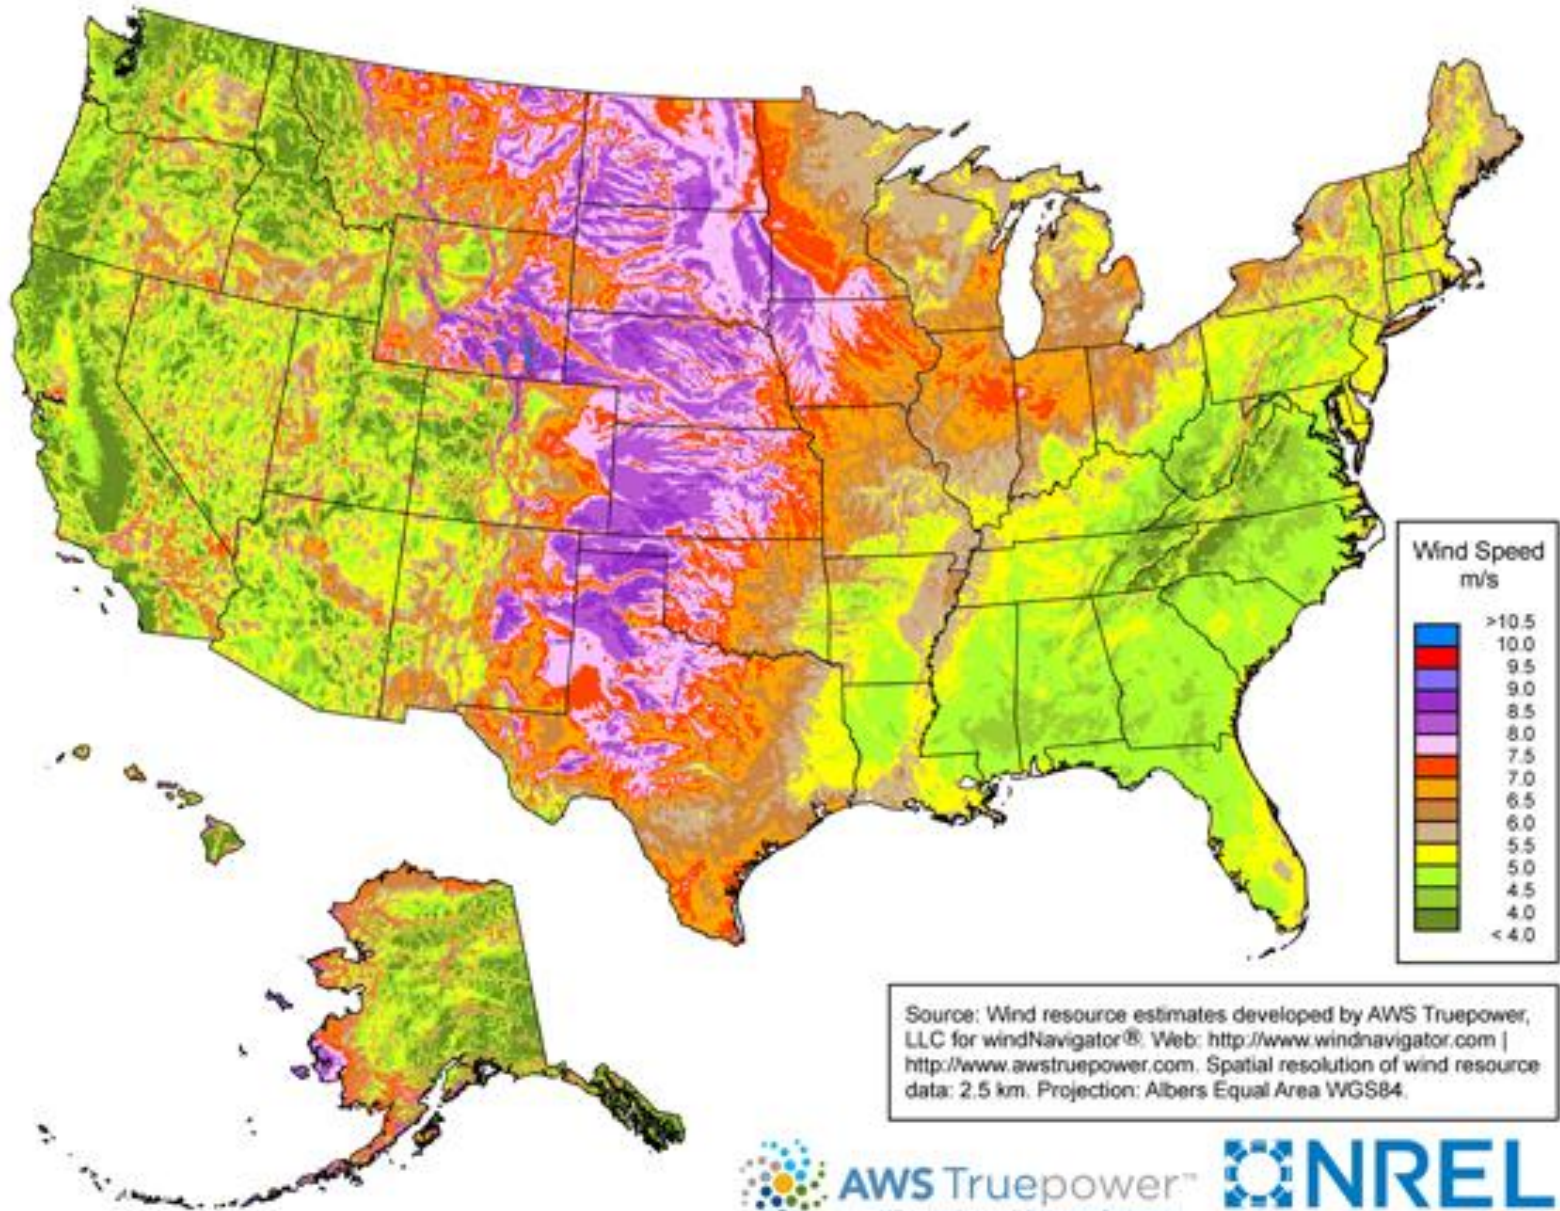 Wind Speed
m/s
>10.5
10.0
9.5
9.0
8.5
8.0
7.5
7.0
6.5
6.0
5.5
5.0
4.5
4.0
< 4.0
Source: Wind resource estimates developed by AWS Truepower,
LLC for windNavigator®. Web: http://www.windnavigator.com |
http://www.awstruepower.com. Spatial resolution of wind resource
data: 2.5 km. Projection: Albers Equal Area WGS84.
AWS Truepower™
NREL